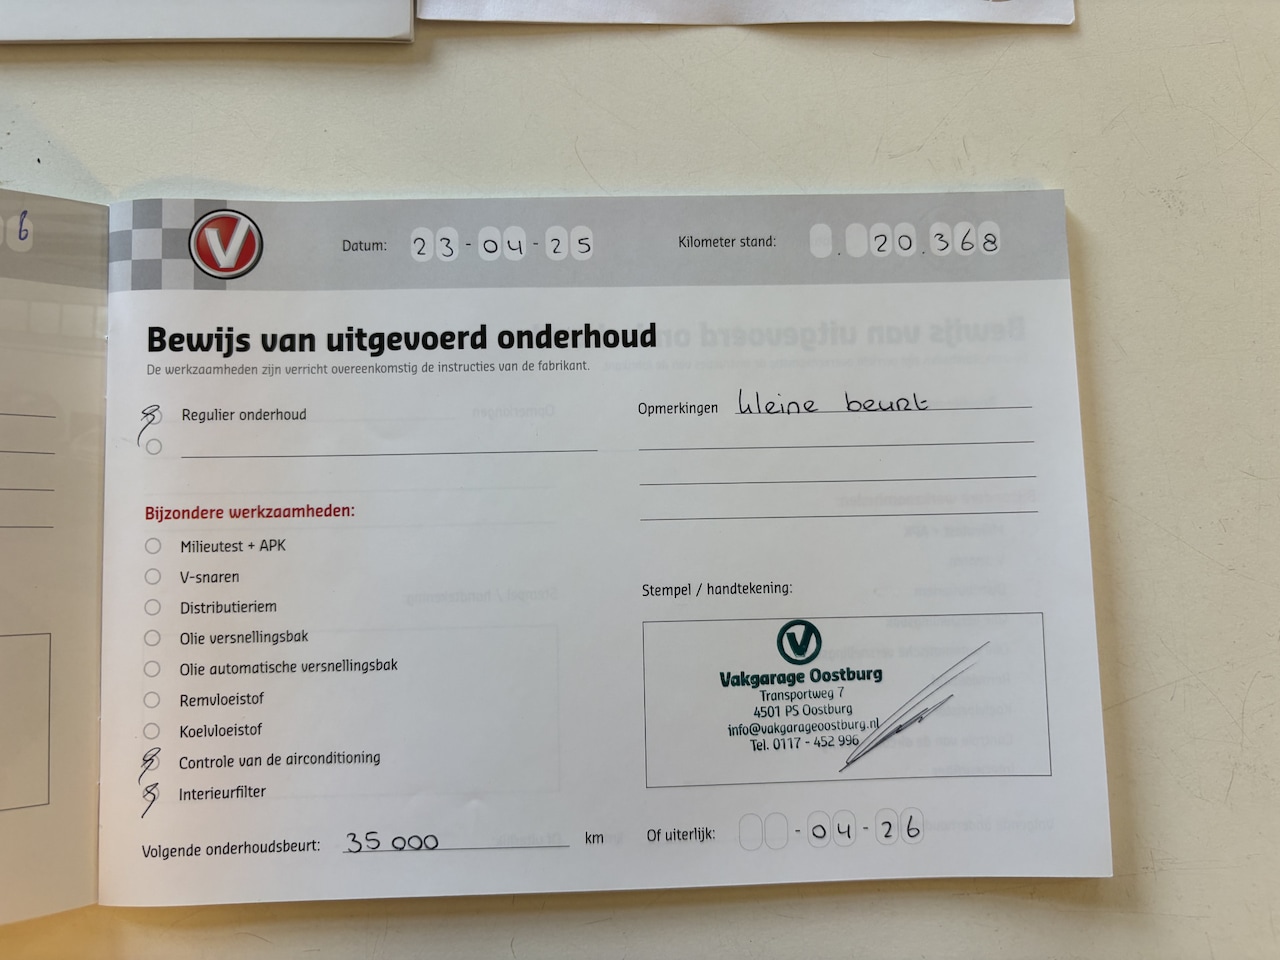 6
V
Datum: 23-04-25
Kilometer stand: 20.368
Bewijs van uitgevoerd onderhoud
De werkzaamheden zijn verricht overeenkomstig de instructies van de fabrikant.
Regulier onderhoud
Opmerkingen kleine beurt
Bijzondere werkzaamheden:
Milieutest + APK
V-snaren
Distributieriem
Olie versnellingsbak
Olie automatische versnellingsbak
Remvloeistof
Koelvloeistof
Controle van de airconditioning
Interieurfilter
Stempel / handtekening:
V
Vakgarage Oostburg
Transportweg 7
4501 PS Oostburg
info@vakgarageoostburg.nl
Tel. 0117 - 452 996
Volgende onderhoudsbeurt: 35 000 km
Of uiterlijk: -04-26